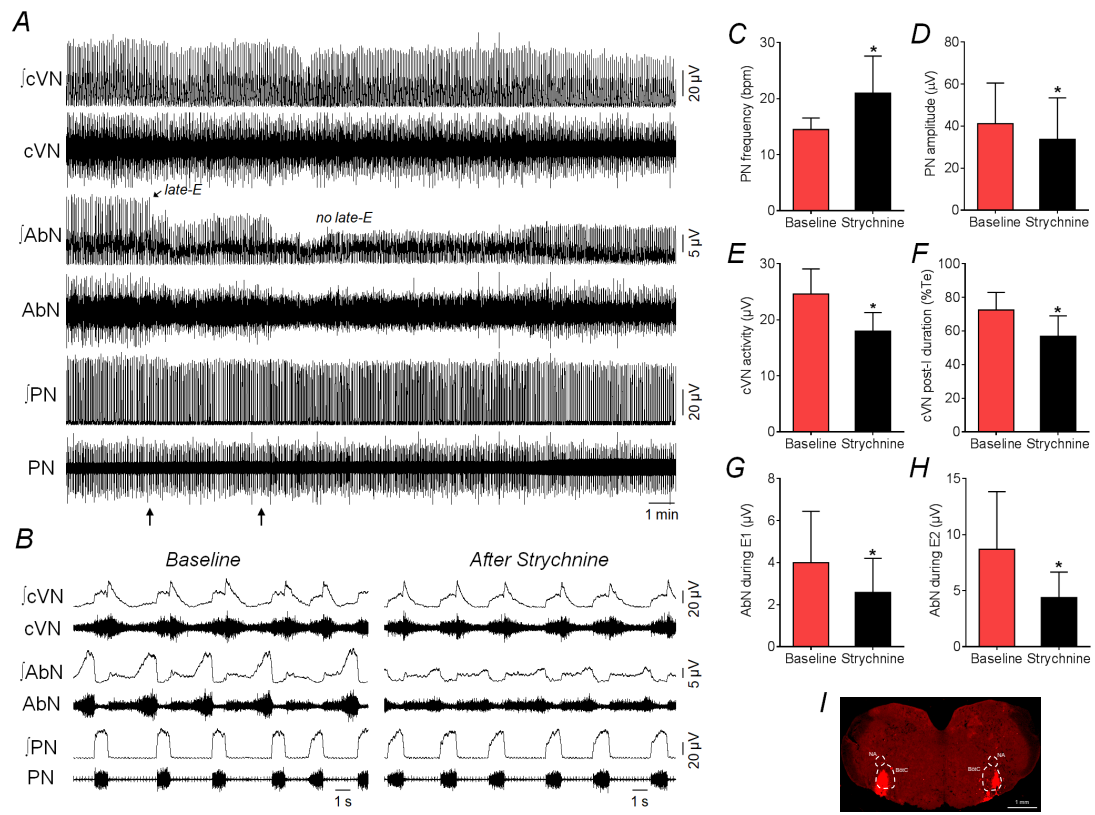 A
∫cVN
20 µV
cVN
late-E
no late-E
∫AbN
5 µV
AbN
∫PN
20 µV
PN
1 min
B
Baseline
After Strychnine
∫cVN
20 µV
cVN
∫AbN
5 µV
AbN
∫PN
20 µV
PN
1 s
1 s
C
PN frequency (bpm)
30
20
10
0
*
Baseline
Strychnine
D
PN amplitude (µV)
80
60
40
20
0
*
Baseline
Strychnine
E
cVN activity (µV)
30
20
10
0
*
Baseline
Strychnine
F
cVN post-I duration (%Te)
100
80
60
40
20
0
*
Baseline
Strychnine
G
AbN during E1 (µV)
8
6
4
2
0
*
Baseline
Strychnine
H
AbN during E2 (µV)
15
10
5
0
*
Baseline
Strychnine
I
NA
BötC
NA
BötC
1 mm